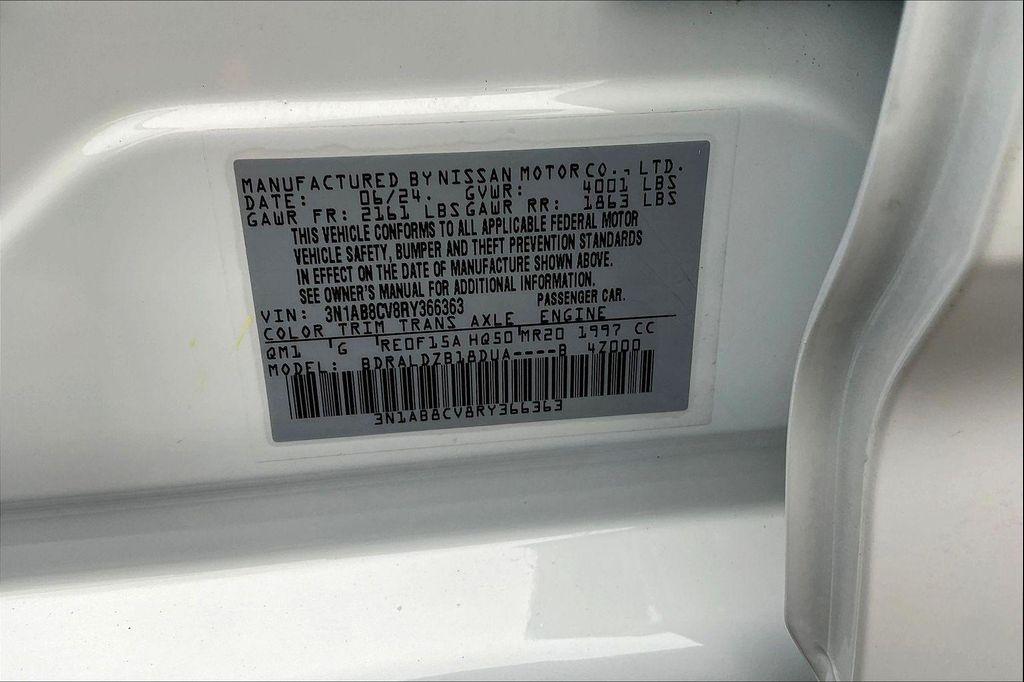 MANUFACTURED BY NISSAN MOTOR CO., LTD.
DATE: 06/24. GVWR: 4001 LBS
GAWR FR: 2161 LBS GAWR RR: 1863 LBS
THIS VEHICLE CONFORMS TO ALL APPLICABLE FEDERAL MOTOR
VEHICLE SAFETY, BUMPER AND THEFT PREVENTION STANDARDS
IN EFFECT ON THE DATE OF MANUFACTURE SHOWN ABOVE.
SEE OWNER'S MANUAL FOR ADDITIONAL INFORMATION.
VIN: 3N1AB8CV8RY366363 PASSENGER CAR.
COLOR TRIM TRANS AXLE ENGINE
QM1 G RE0F15A HQ50 MR20 1997 CC
MODEL: BDRALDZB18DUA----B 47000
3N1AB8CV8RY366363